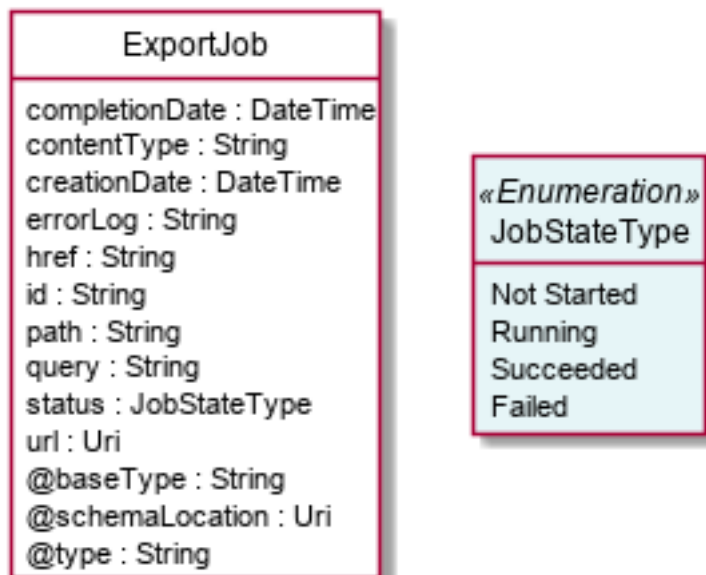 ExportJob
completionDate : DateTime
contentType : String
creationDate : DateTime
errorLog : String
href : String
id : String
path : String
query : String
status : JobStateType
url : Uri
@baseType : String
@schemaLocation : Uri
@type : String
«Enumeration»
JobStateType
Not Started
Running
Succeeded
Failed